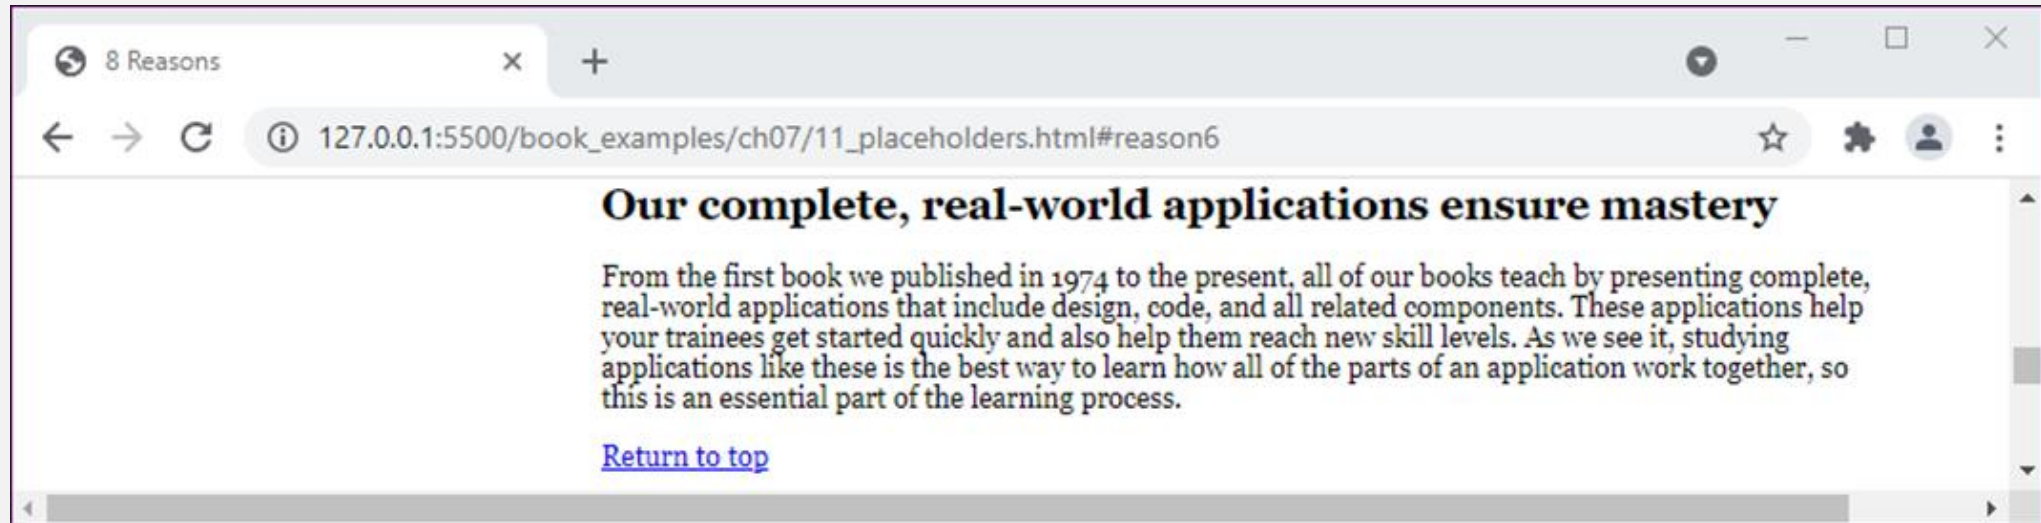 8 Reasons
127.0.0.1:5500/book_examples/ch07/11_placeholders.html#reason6
Our complete, real-world applications ensure mastery
From the first book we published in 1974 to the present, all of our books teach by presenting complete,
real-world applications that include design, code, and all related components. These applications help
your trainees get started quickly and also help them reach new skill levels. As we see it, studying
applications like these is the best way to learn how all of the parts of an application work together, so
this is an essential part of the learning process.
Return to top